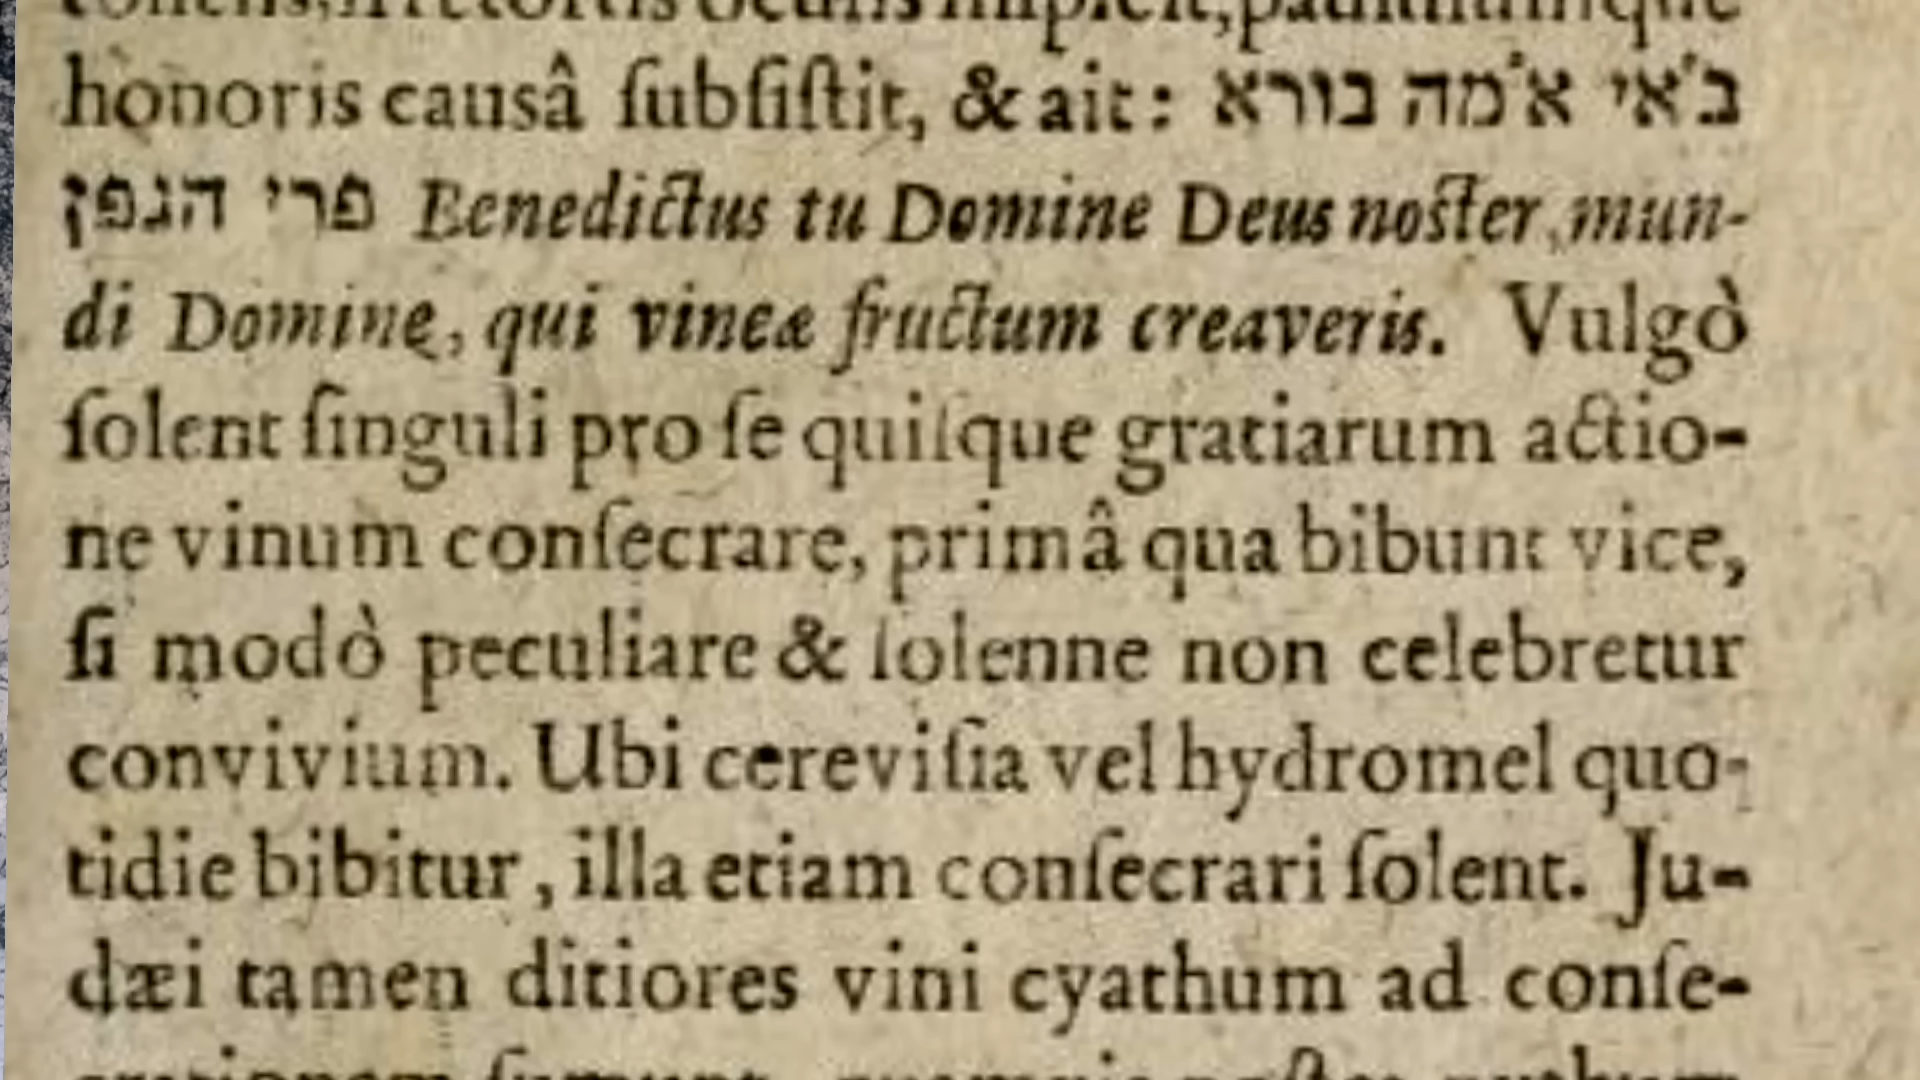 honoris causâ ſubſiſtit, & ait: ב'אי א'מה בורא
פרי הגפן Benedictus tu Domine Deus noſter, mun-
di Domine, qui vineæ fructum creaveris. Vulgò
ſolent ſinguli pro ſe quiſque gratiarum actio-
ne vinum conſecrare, primâ qua bibunt vice,
ſi modò peculiare & ſolenne non celebretur
convivium. Ubi cereviſia vel hydromel quo-
tidie bibitur, illa etiam conſecrari ſolent. Ju-
dæi tamen ditiores vini cyathum ad conſe-